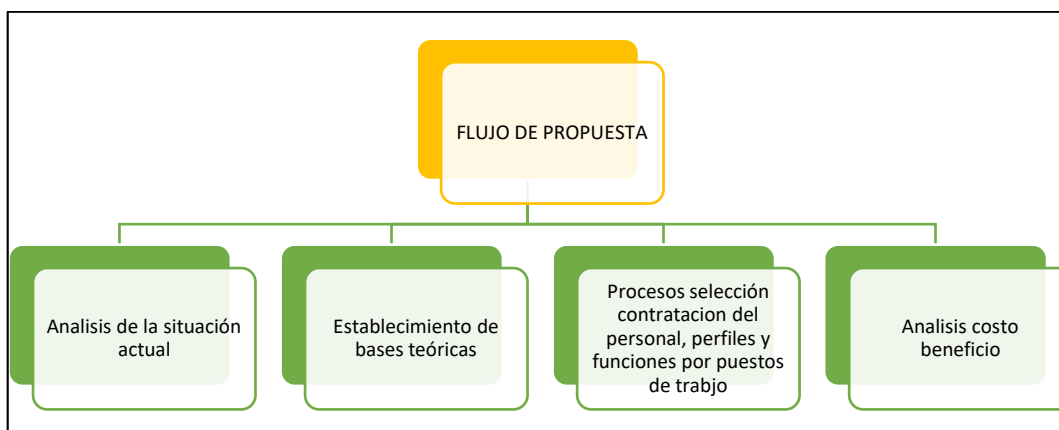 FLUJO DE PROPUESTA
Analisis de la situación
actual
Establecimiento de
bases teóricas
Procesos selección
contratacion del
personal, perfiles y
funciones por puestos
de trabjo
Analisis costo
beneficio